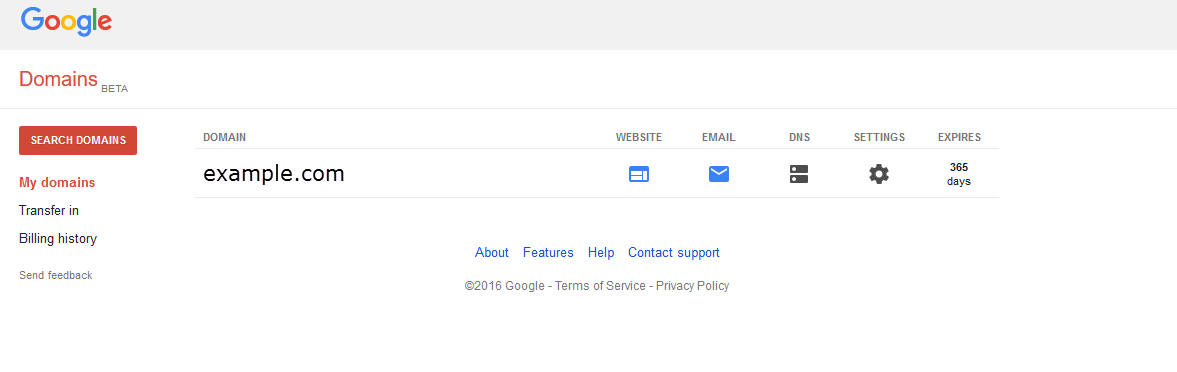 Google
Domains BETA
SEARCH DOMAINS
My domains
Transfer in
Billing history
Send feedback
DOMAIN WEBSITE EMAIL DNS SETTINGS EXPIRES
example.com 365
days
About Features Help Contact support
©2016 Google - Terms of Service - Privacy Policy